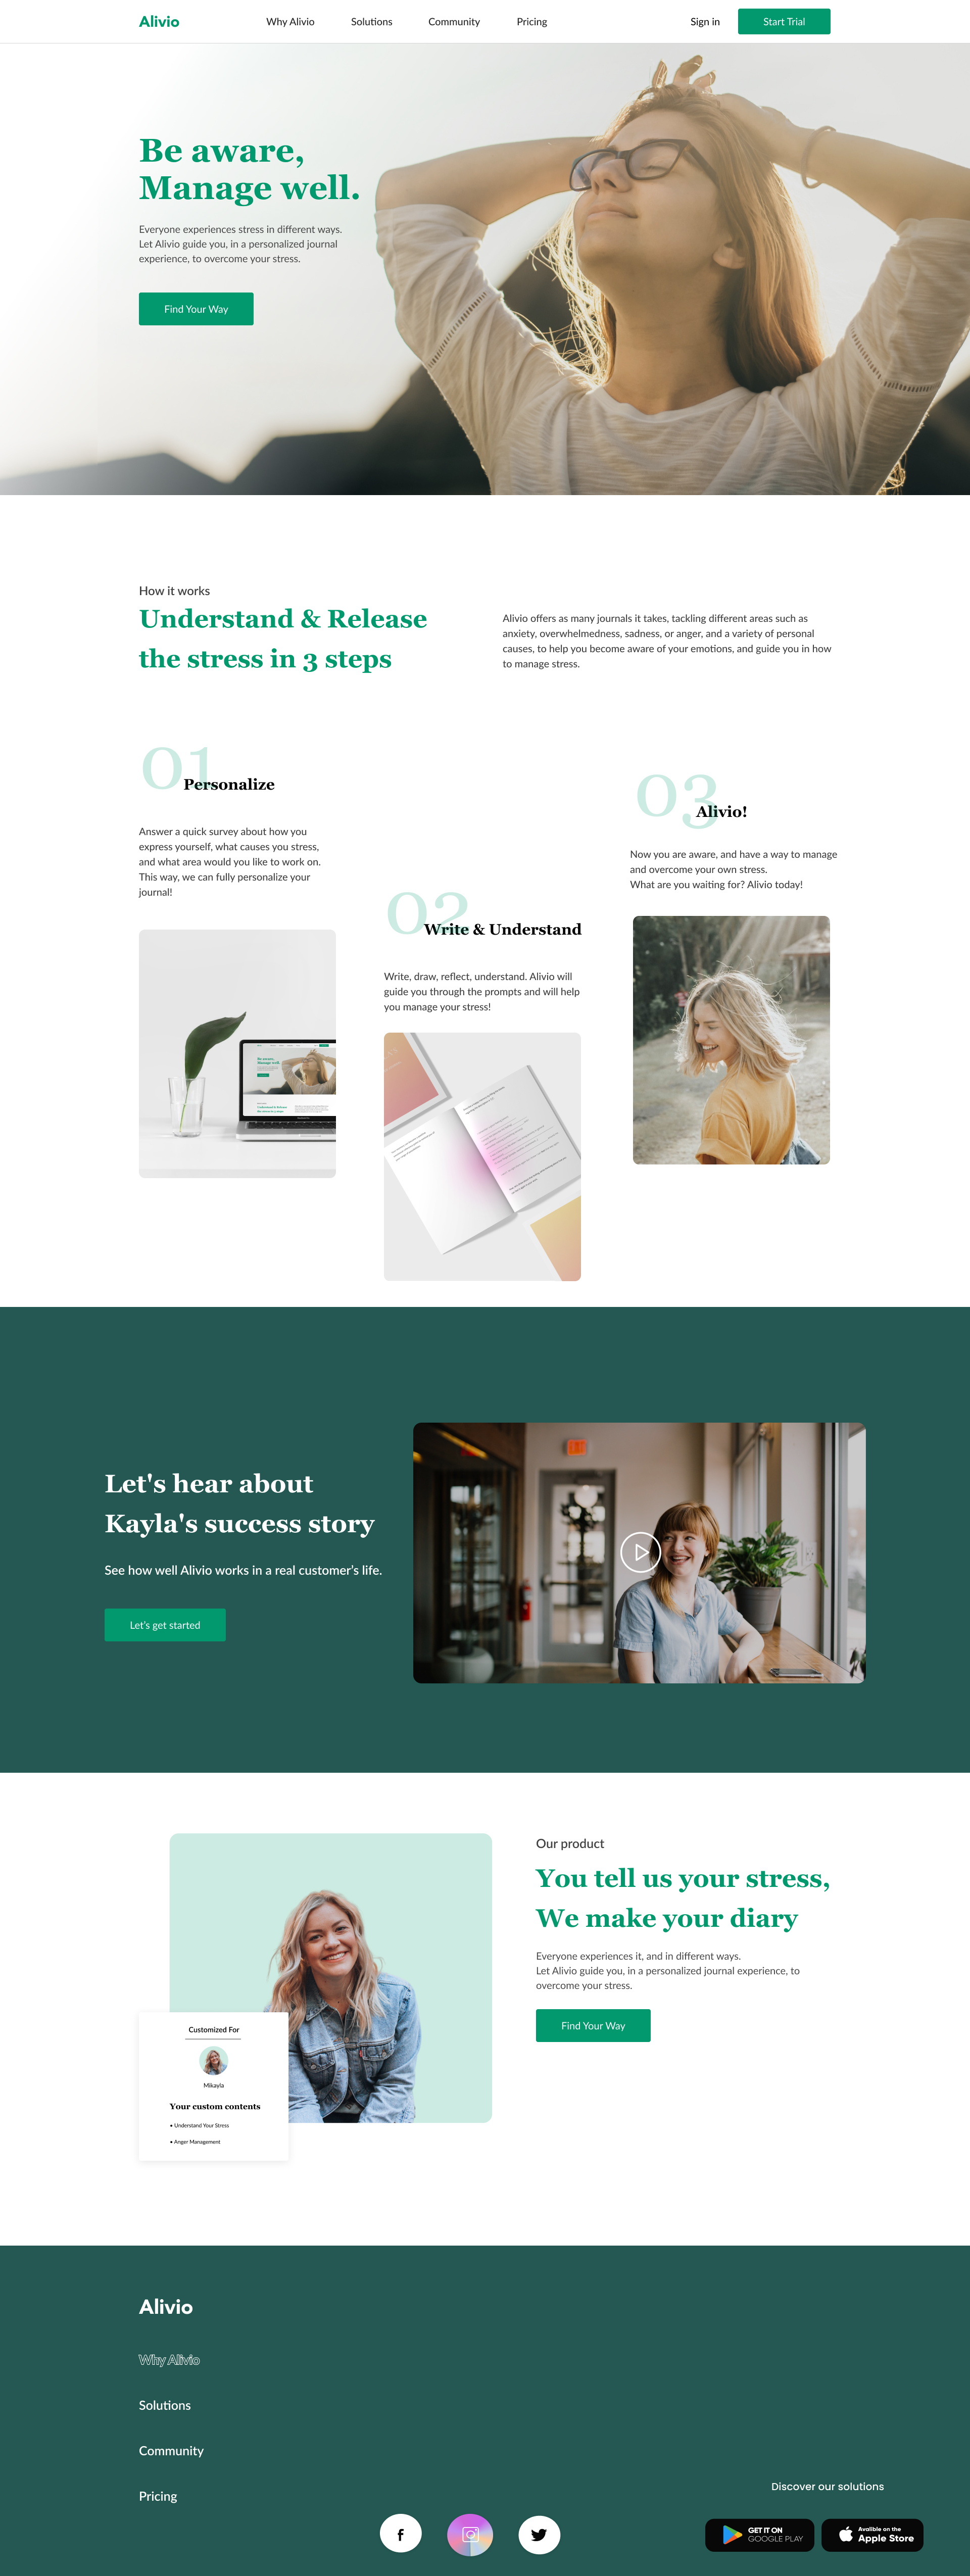 Alivio
Why Alivio
Solutions
Community
Pricing
Sign in
Start Trial
Be aware,
Manage well.
Everyone experiences stress in different ways.
Let Alivio guide you, in a personalized journal
experience, to overcome your stress.
Find Your Way
How it works
Understand & Release
the stress in 3 steps
Alivio offers as many journals it takes, tackling different areas such as
anxiety, overwhelmedness, sadness, or anger, and a variety of personal
causes, to help you become aware of your emotions, and guide you in how
to manage stress.
01
Personalize
Answer a quick survey about how you
express yourself, what causes you stress,
and what area would you like to work on.
This way, we can fully personalize your
journal!
Be aware,
Manage well.
Understand & Release
the stress in 3 steps
02
Write & Understand
Write, draw, reflect, understand. Alivio will
guide you through the prompts and will help
you manage your stress!
03
Alivio!
Now you are aware, and have a way to manage
and overcome your own stress.
What are you waiting for? Alivio today!
Let's hear about
Kayla's success story
See how well Alivio works in a real customer's life.
Let's get started
Customized For
Mikayla
Your custom contents
• Understand Your Stress
• Anger Management
Our product
You tell us your stress,
We make your diary
Everyone experiences it, and in different ways.
Let Alivio guide you, in a personalized journal experience, to
overcome your stress.
Find Your Way
Alivio
Why Alivio
Solutions
Community
Pricing
Discover our solutions
GET IT ON
GOOGLE PLAY
Avalible on the
Apple Store